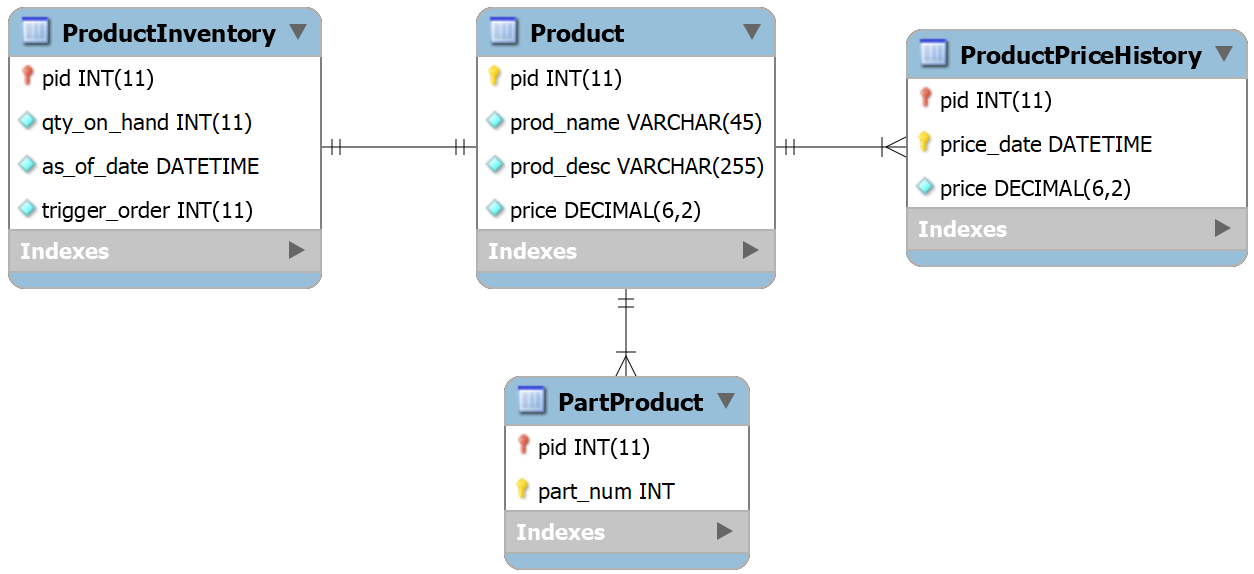 ProductInventory
pid INT(11)
qty_on_hand INT(11)
as_of_date DATETIME
trigger_order INT(11)
Indexes
Product
pid INT(11)
prod_name VARCHAR(45)
prod_desc VARCHAR(255)
price DECIMAL(6,2)
Indexes
ProductPriceHistory
pid INT(11)
price_date DATETIME
price DECIMAL(6,2)
Indexes
PartProduct
pid INT(11)
part_num INT
Indexes